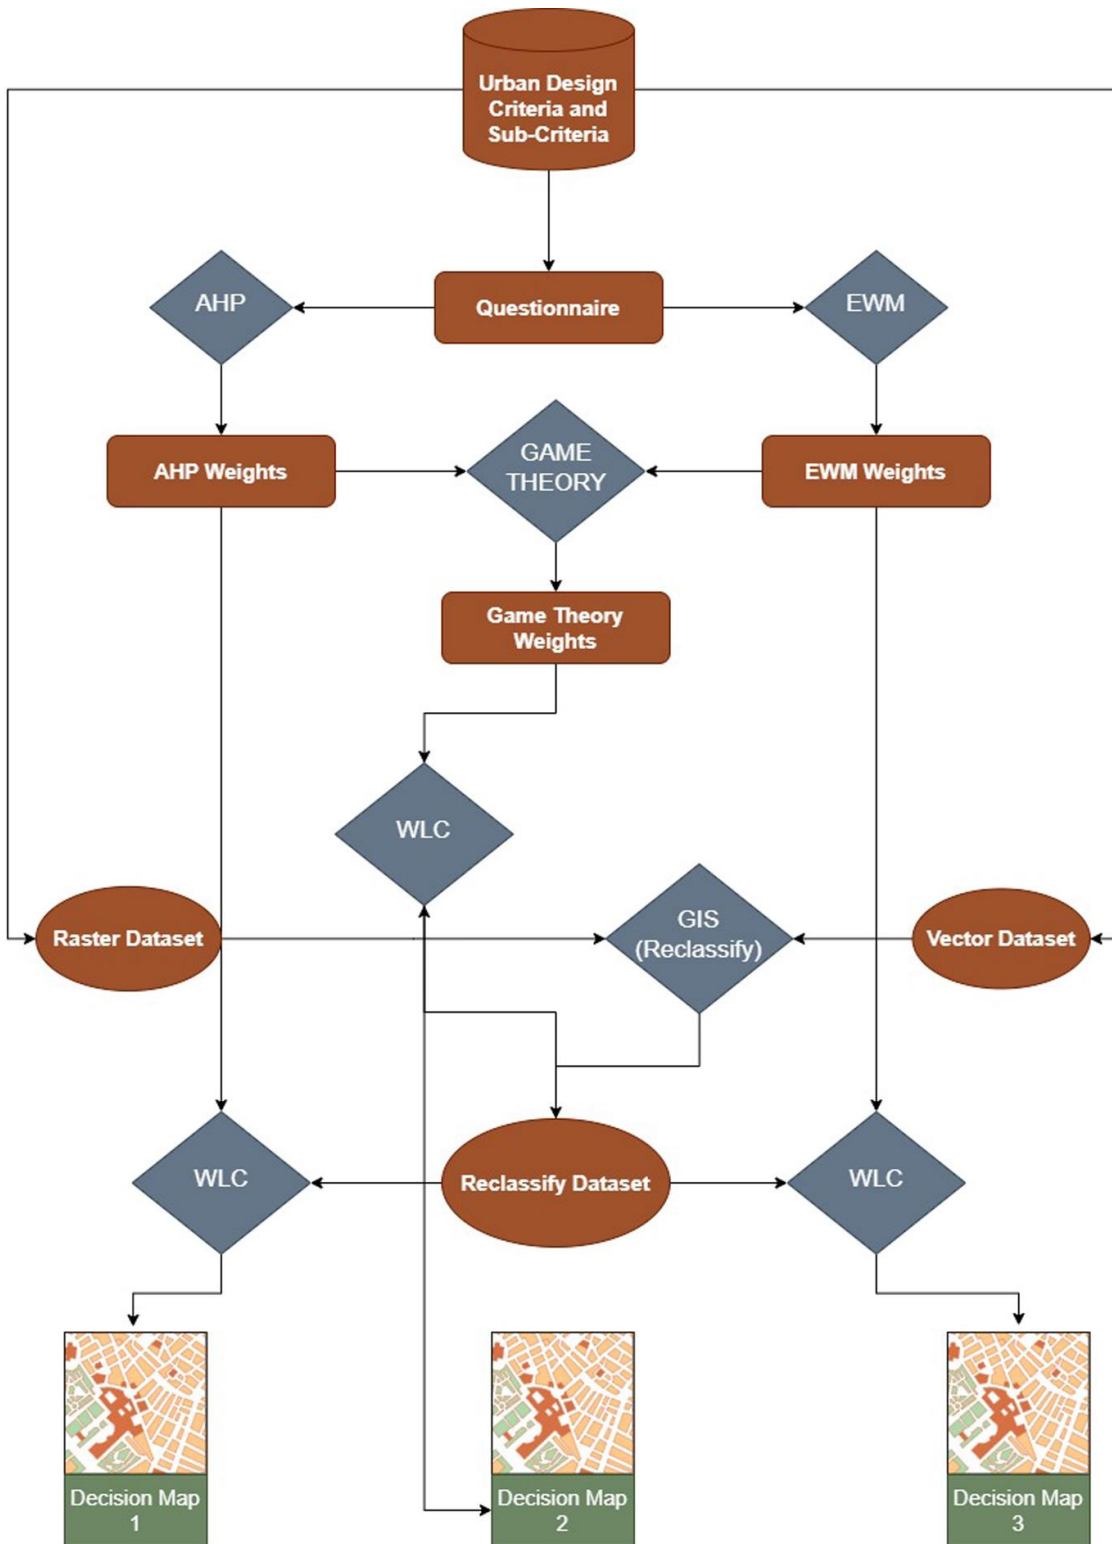 Urban Design
Criteria and
Sub-Criteria
AHP
Questionnaire
EWM
AHP Weights
GAME
THEORY
EWM Weights
Game Theory
Weights
WLC
Raster Dataset
GIS
(Reclassify)
Vector Dataset
WLC
Reclassify Dataset
WLC
Decision Map
1
Decision Map
2
Decision Map
3